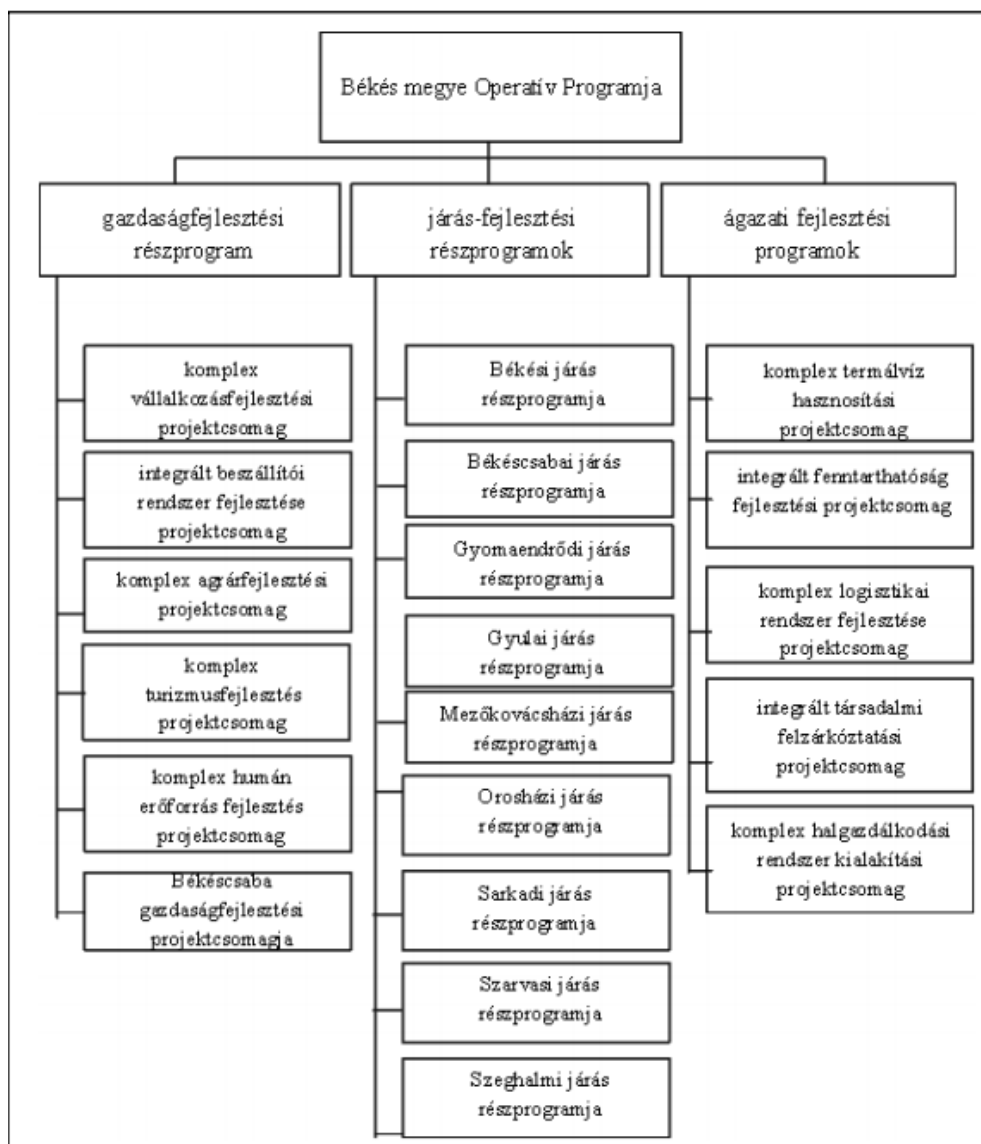 Békés megye Operatív Programja
gazdaságfejlesztési
részprogram
járás-fejlesztési
részprogramok
ágazati fejlesztési
programok
komplex
vállalkozásfejlesztési
projektcsomag
integrált beszállítói
rendszer fejlesztése
projektcsomag
komplex agrárfejlesztési
projektcsomag
komplex
turizmusfejlesztés
projektcsomag
komplex humán
erőforrás fejlesztés
projektcsomag
Békéscsaba
gazdaságfejlesztési
projektcsomagja
Békési járás
részprogramja
Békéscsabai járás
részprogramja
Gyomaendrődi járás
részprogramja
Gyulai járás
részprogramja
Mezőkovácsházi járás
részprogramja
Orosházi járás
részprogramja
Sarkadi járás
részprogramja
Szarvasi járás
részprogramja
Szeghalmi járás
részprogramja
komplex termálvíz
hasznosítási
projektcsomag
integrált fenntarthatóság
fejlesztési projektcsomag
komplex logisztikai
rendszer fejlesztése
projektcsomag
integrált társadalmi
felzárkóztatási
projektcsomag
komplex halgazdálkodási
rendszer kialakítási
projektcsomag